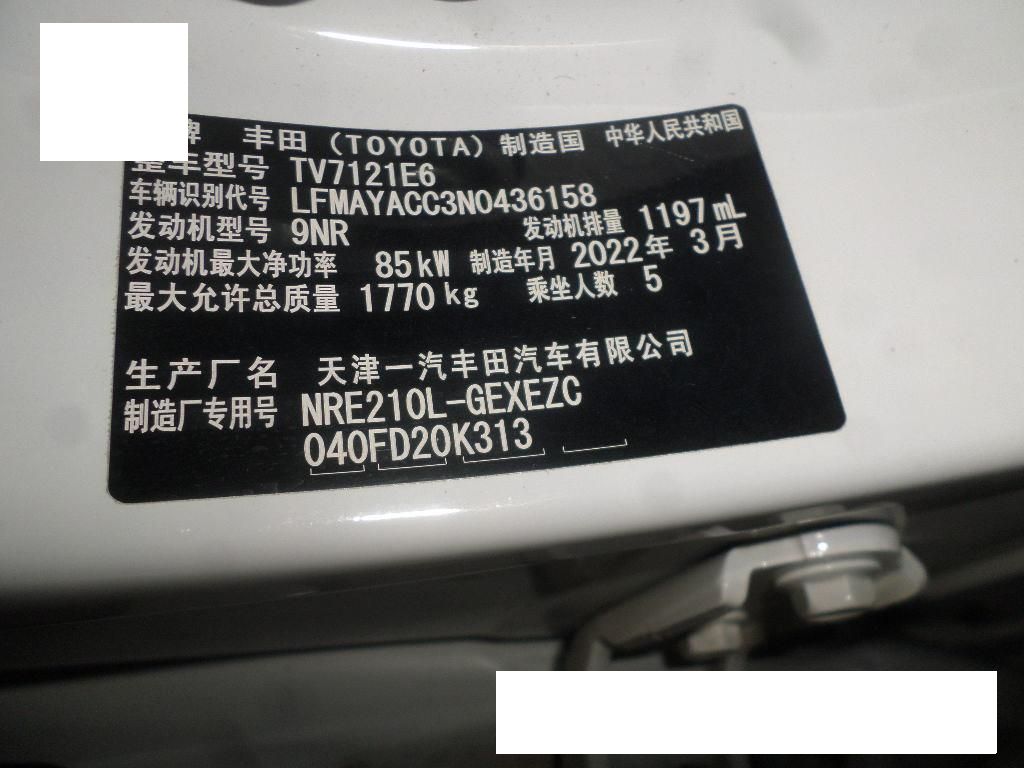 牌 丰田（TOYOTA）制造国 中华人民共和国
整车型号 TV7121E6
车辆识别代号 LFMAYACC3N0436158
发动机型号 9NR 发动机排量 1197mL
发动机最大净功率 85kW 制造年月 2022年 3月
最大允许总质量 1770kg 乘坐人数 5
生产厂名 天津一汽丰田汽车有限公司
制造厂专用号 NRE210L-GEXEZC
040FD20K313